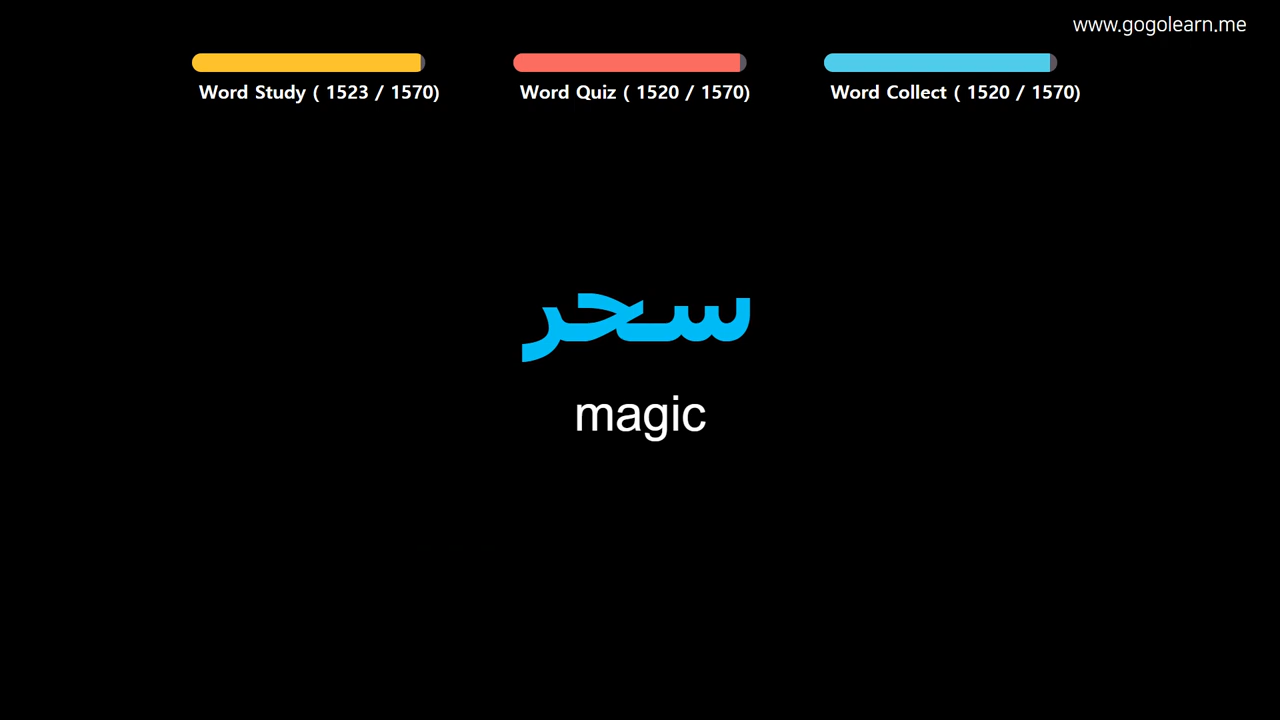 www.gogolearn.me
Word Study ( 1523 / 1570)
Word Quiz ( 1520 / 1570)
Word Collect ( 1520 / 1570)
سحر
magic